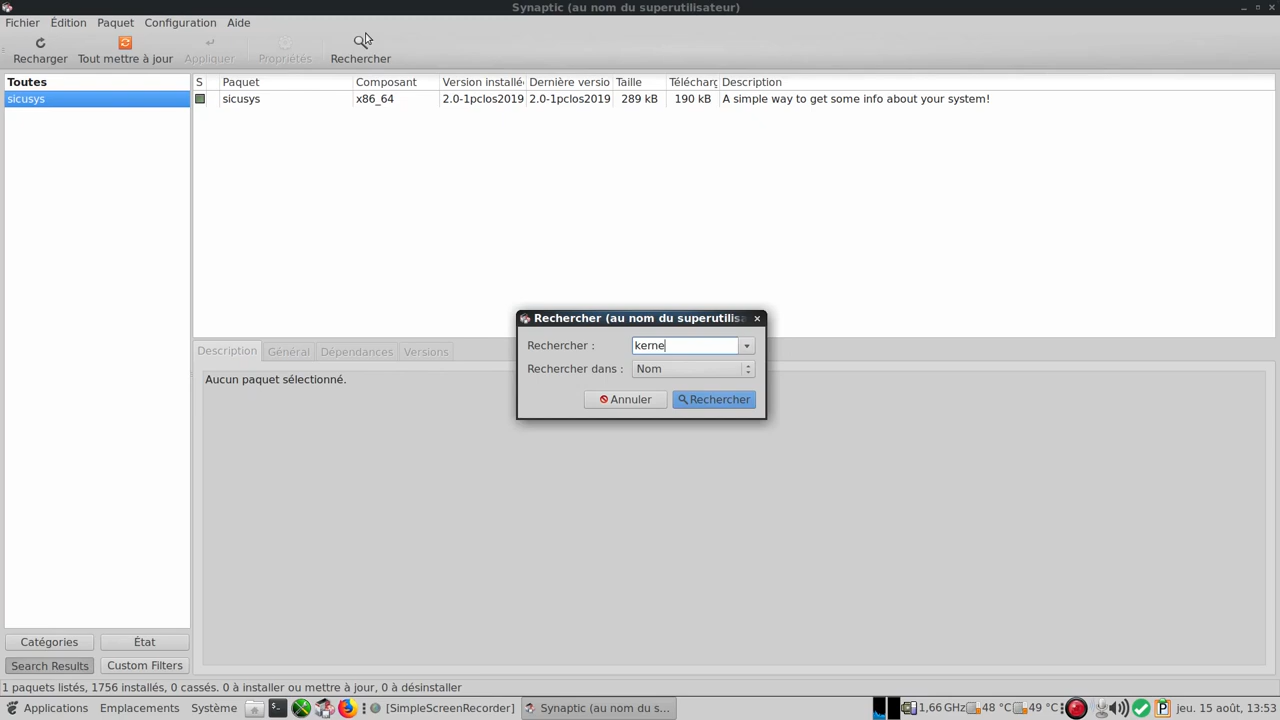 Synaptic (au nom du superutilisateur)
Fichier Édition Paquet Configuration Aide
Recharger Tout mettre à jour Appliquer Propriétés Rechercher
Toutes
sicusys
S Paquet Composant Version installé Dernière versio Taille Téléchar Description
sicusys x86_64 2.0-1pclos2019 2.0-1pclos2019 289 kB 190 kB A simple way to get some info about your system!
Rechercher (au nom du superutilisa
Rechercher : kerne
Rechercher dans : Nom
Annuler Rechercher
Description Général Dépendances Versions
Aucun paquet sélectionné.
Catégories État
Search Results Custom Filters
1 paquets listés, 1756 installés, 0 cassés. 0 à installer ou mettre à jour, 0 à désinstaller
Applications Emplacements Système [SimpleScreenRecorder] Synaptic (au nom du s... 1,66 GHz 48 °C 49 °C jeu. 15 août, 13:53